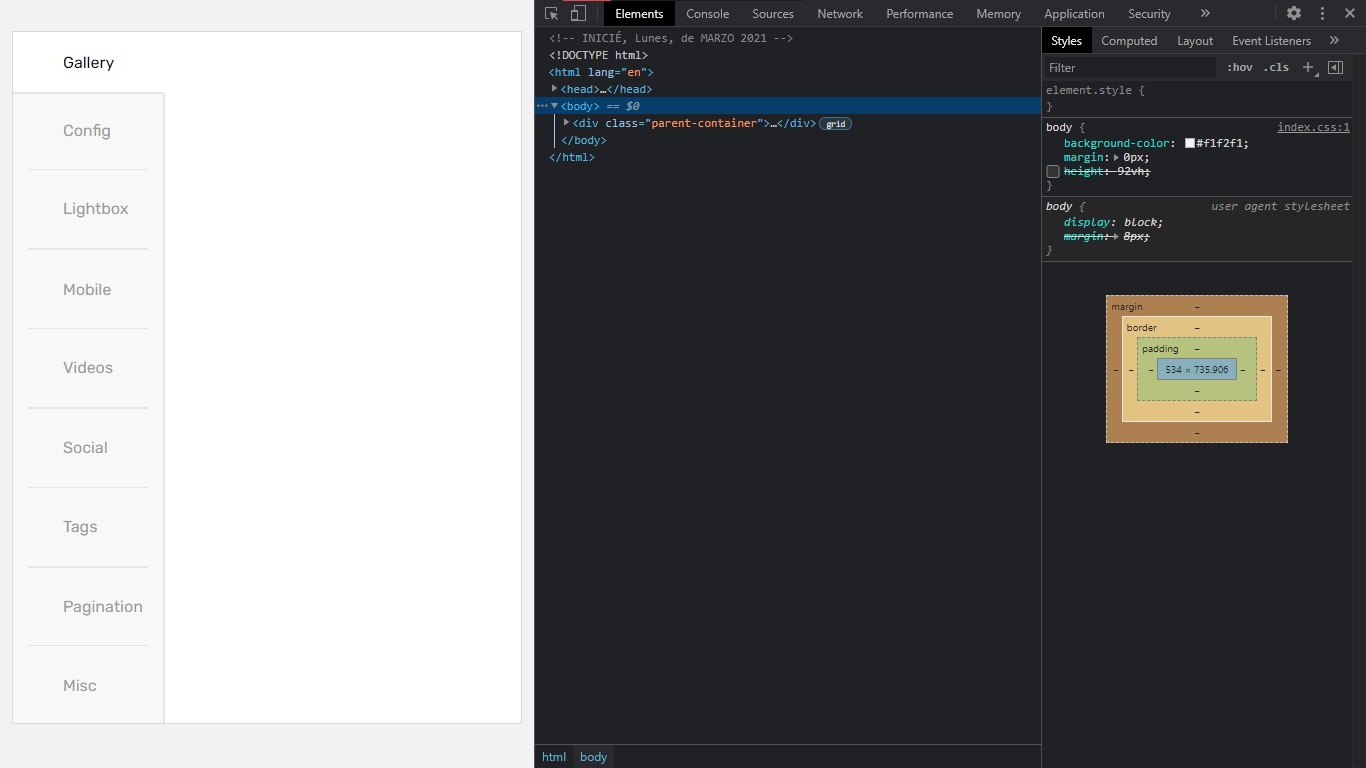 Gallery
Config
Lightbox
Mobile
Videos
Social
Tags
Pagination
Misc
Elements Console Sources Network Performance Memory Application Security »
<!-- INICIÉ, Lunes, de MARZO 2021 -->
<!DOCTYPE html>
<html lang="en">
<head>…</head>
<body> == $0
<div class="parent-container">…</div> grid
</body>
</html>
html body
Styles Computed Layout Event Listeners »
Filter :hov .cls +
element.style {
}
body { index.css:1
background-color: #f1f2f1;
margin: 0px;
height: 92vh;
}
body { user agent stylesheet
display: block;
margin: 8px;
}
margin –
border –
padding –
– – – 534 × 735.906 – – –
–
–
–